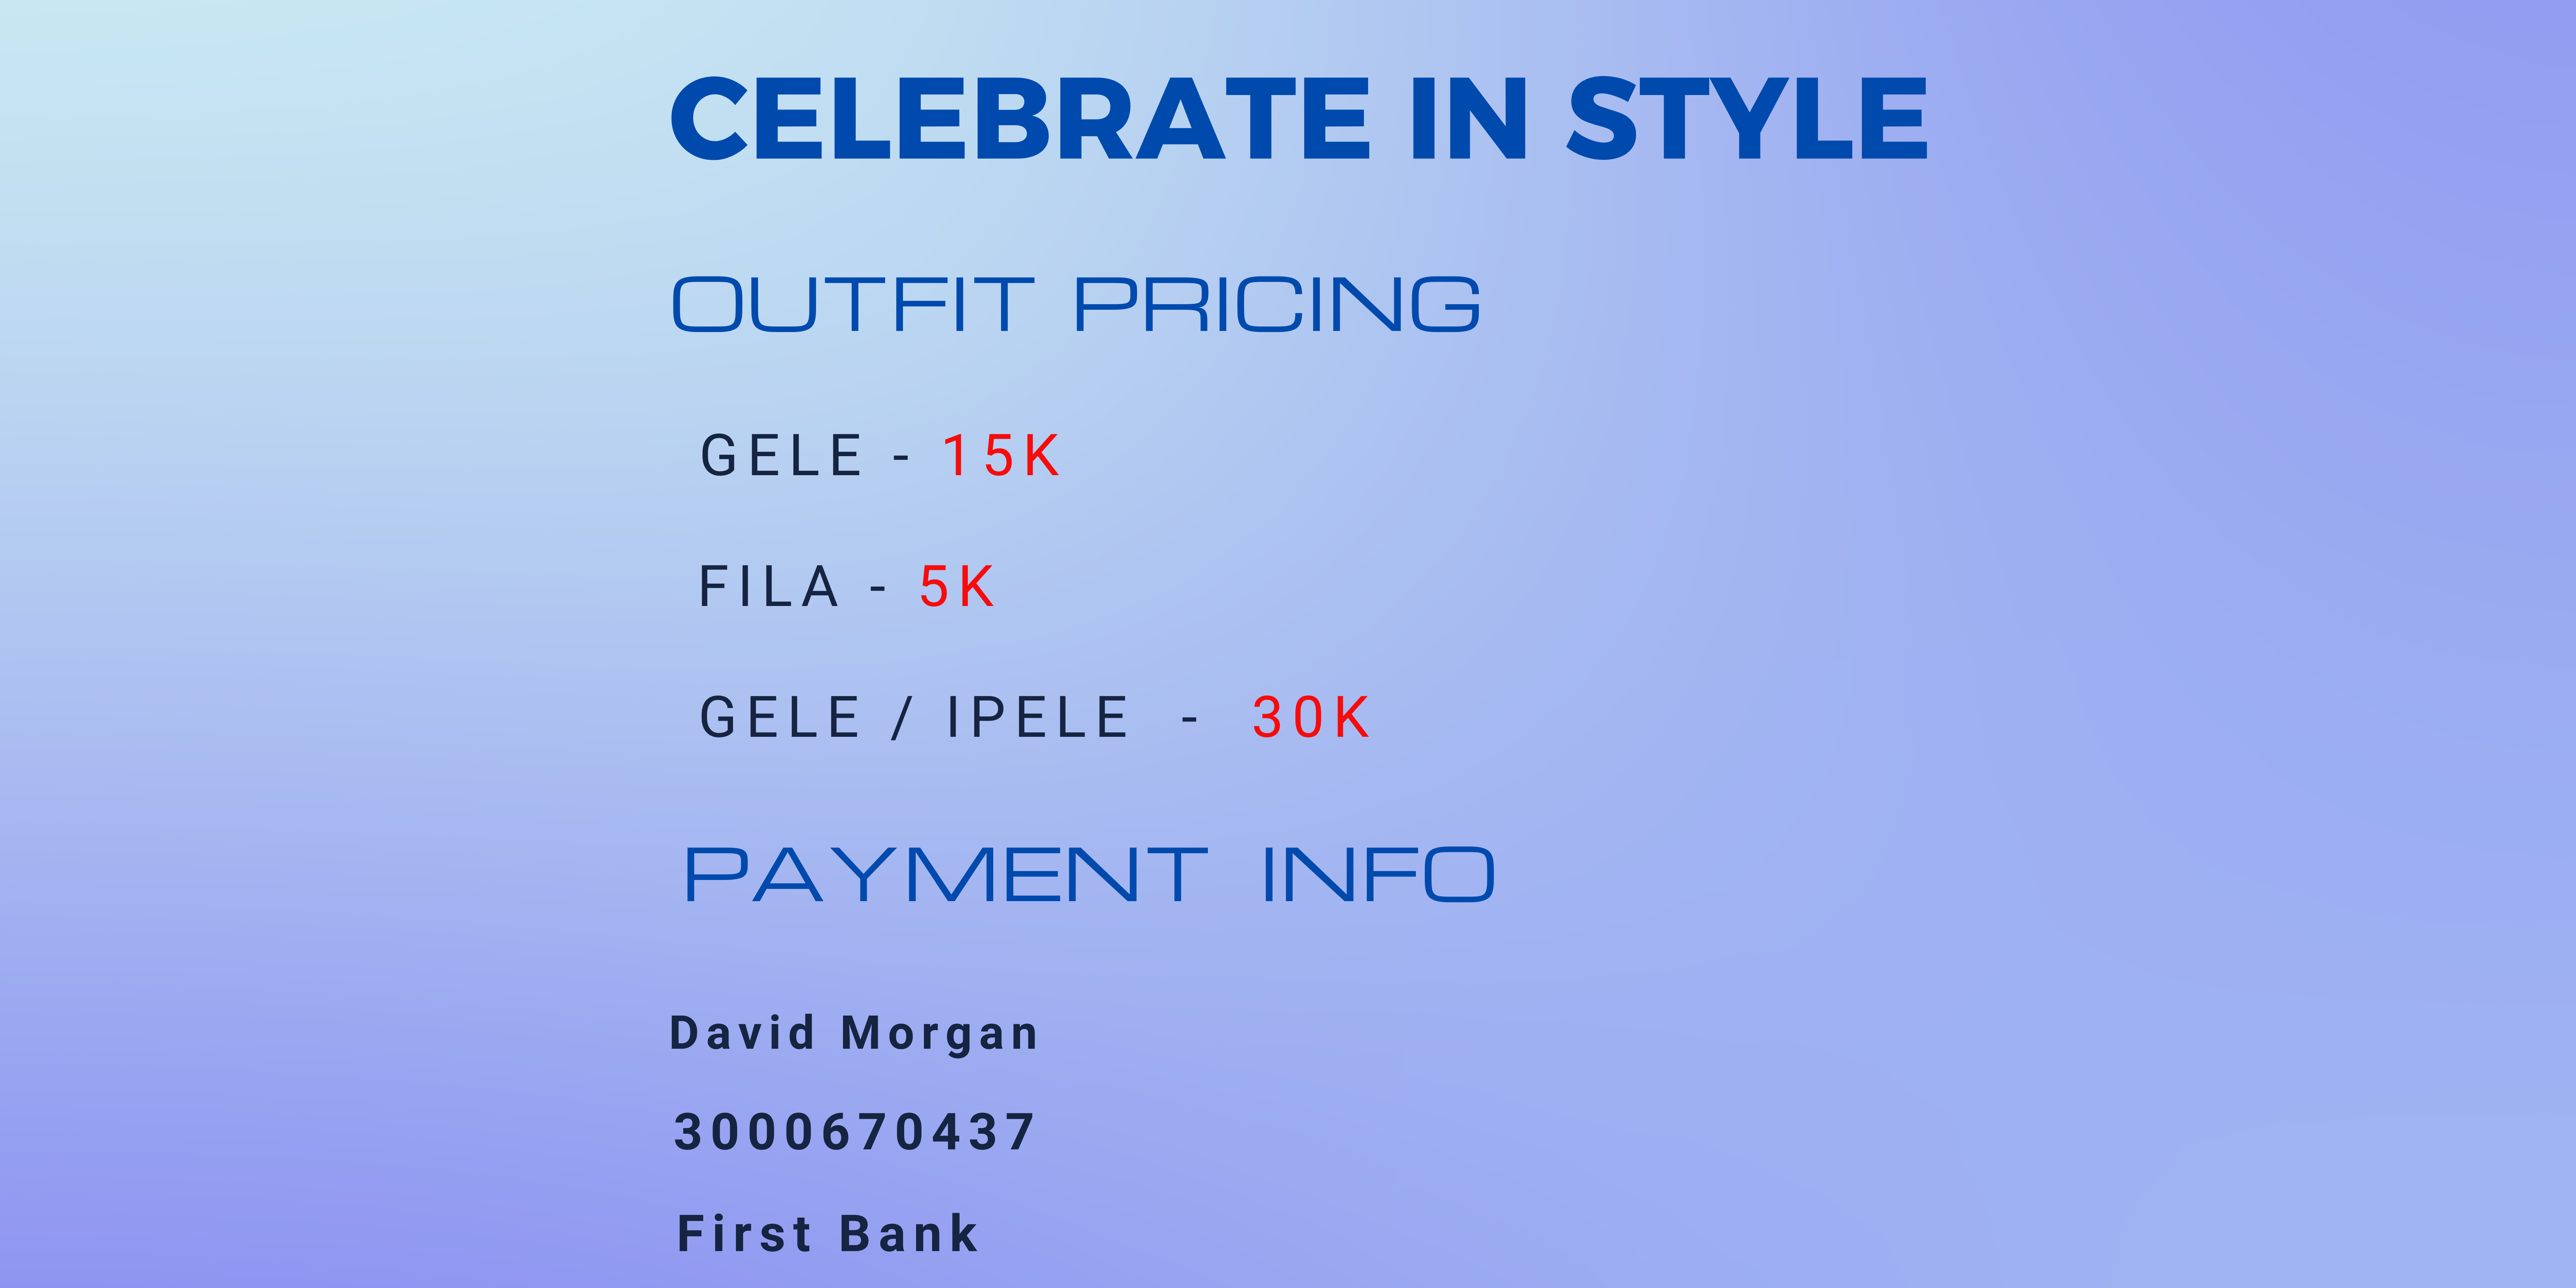 CELEBRATE IN STYLE
OUTFIT PRICING
GELE - 15K
FILA - 5K
GELE / IPELE - 30K
PAYMENT INFO
David Morgan
3000670437
First Bank